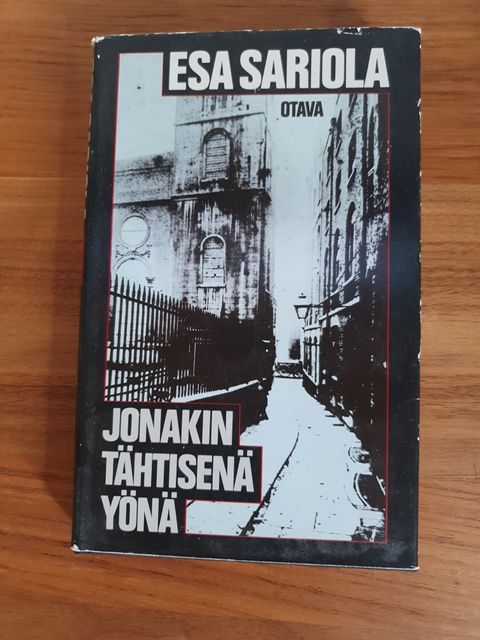 ESA SARIOLA
OTAVA
JONAKIN
TÄHTISENÄ
YÖNÄ